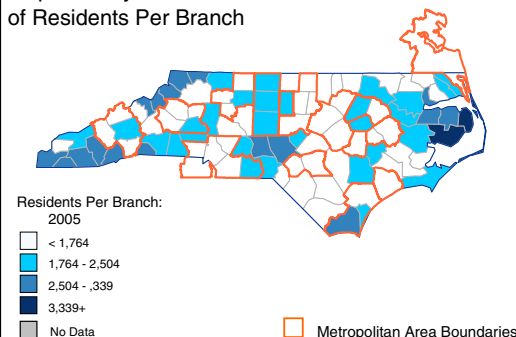 of Residents Per Branch
Residents Per Branch:
2005
< 1,764
1,764 - 2,504
2,504 - ,339
3,339+
No Data
Metropolitan Area Boundaries